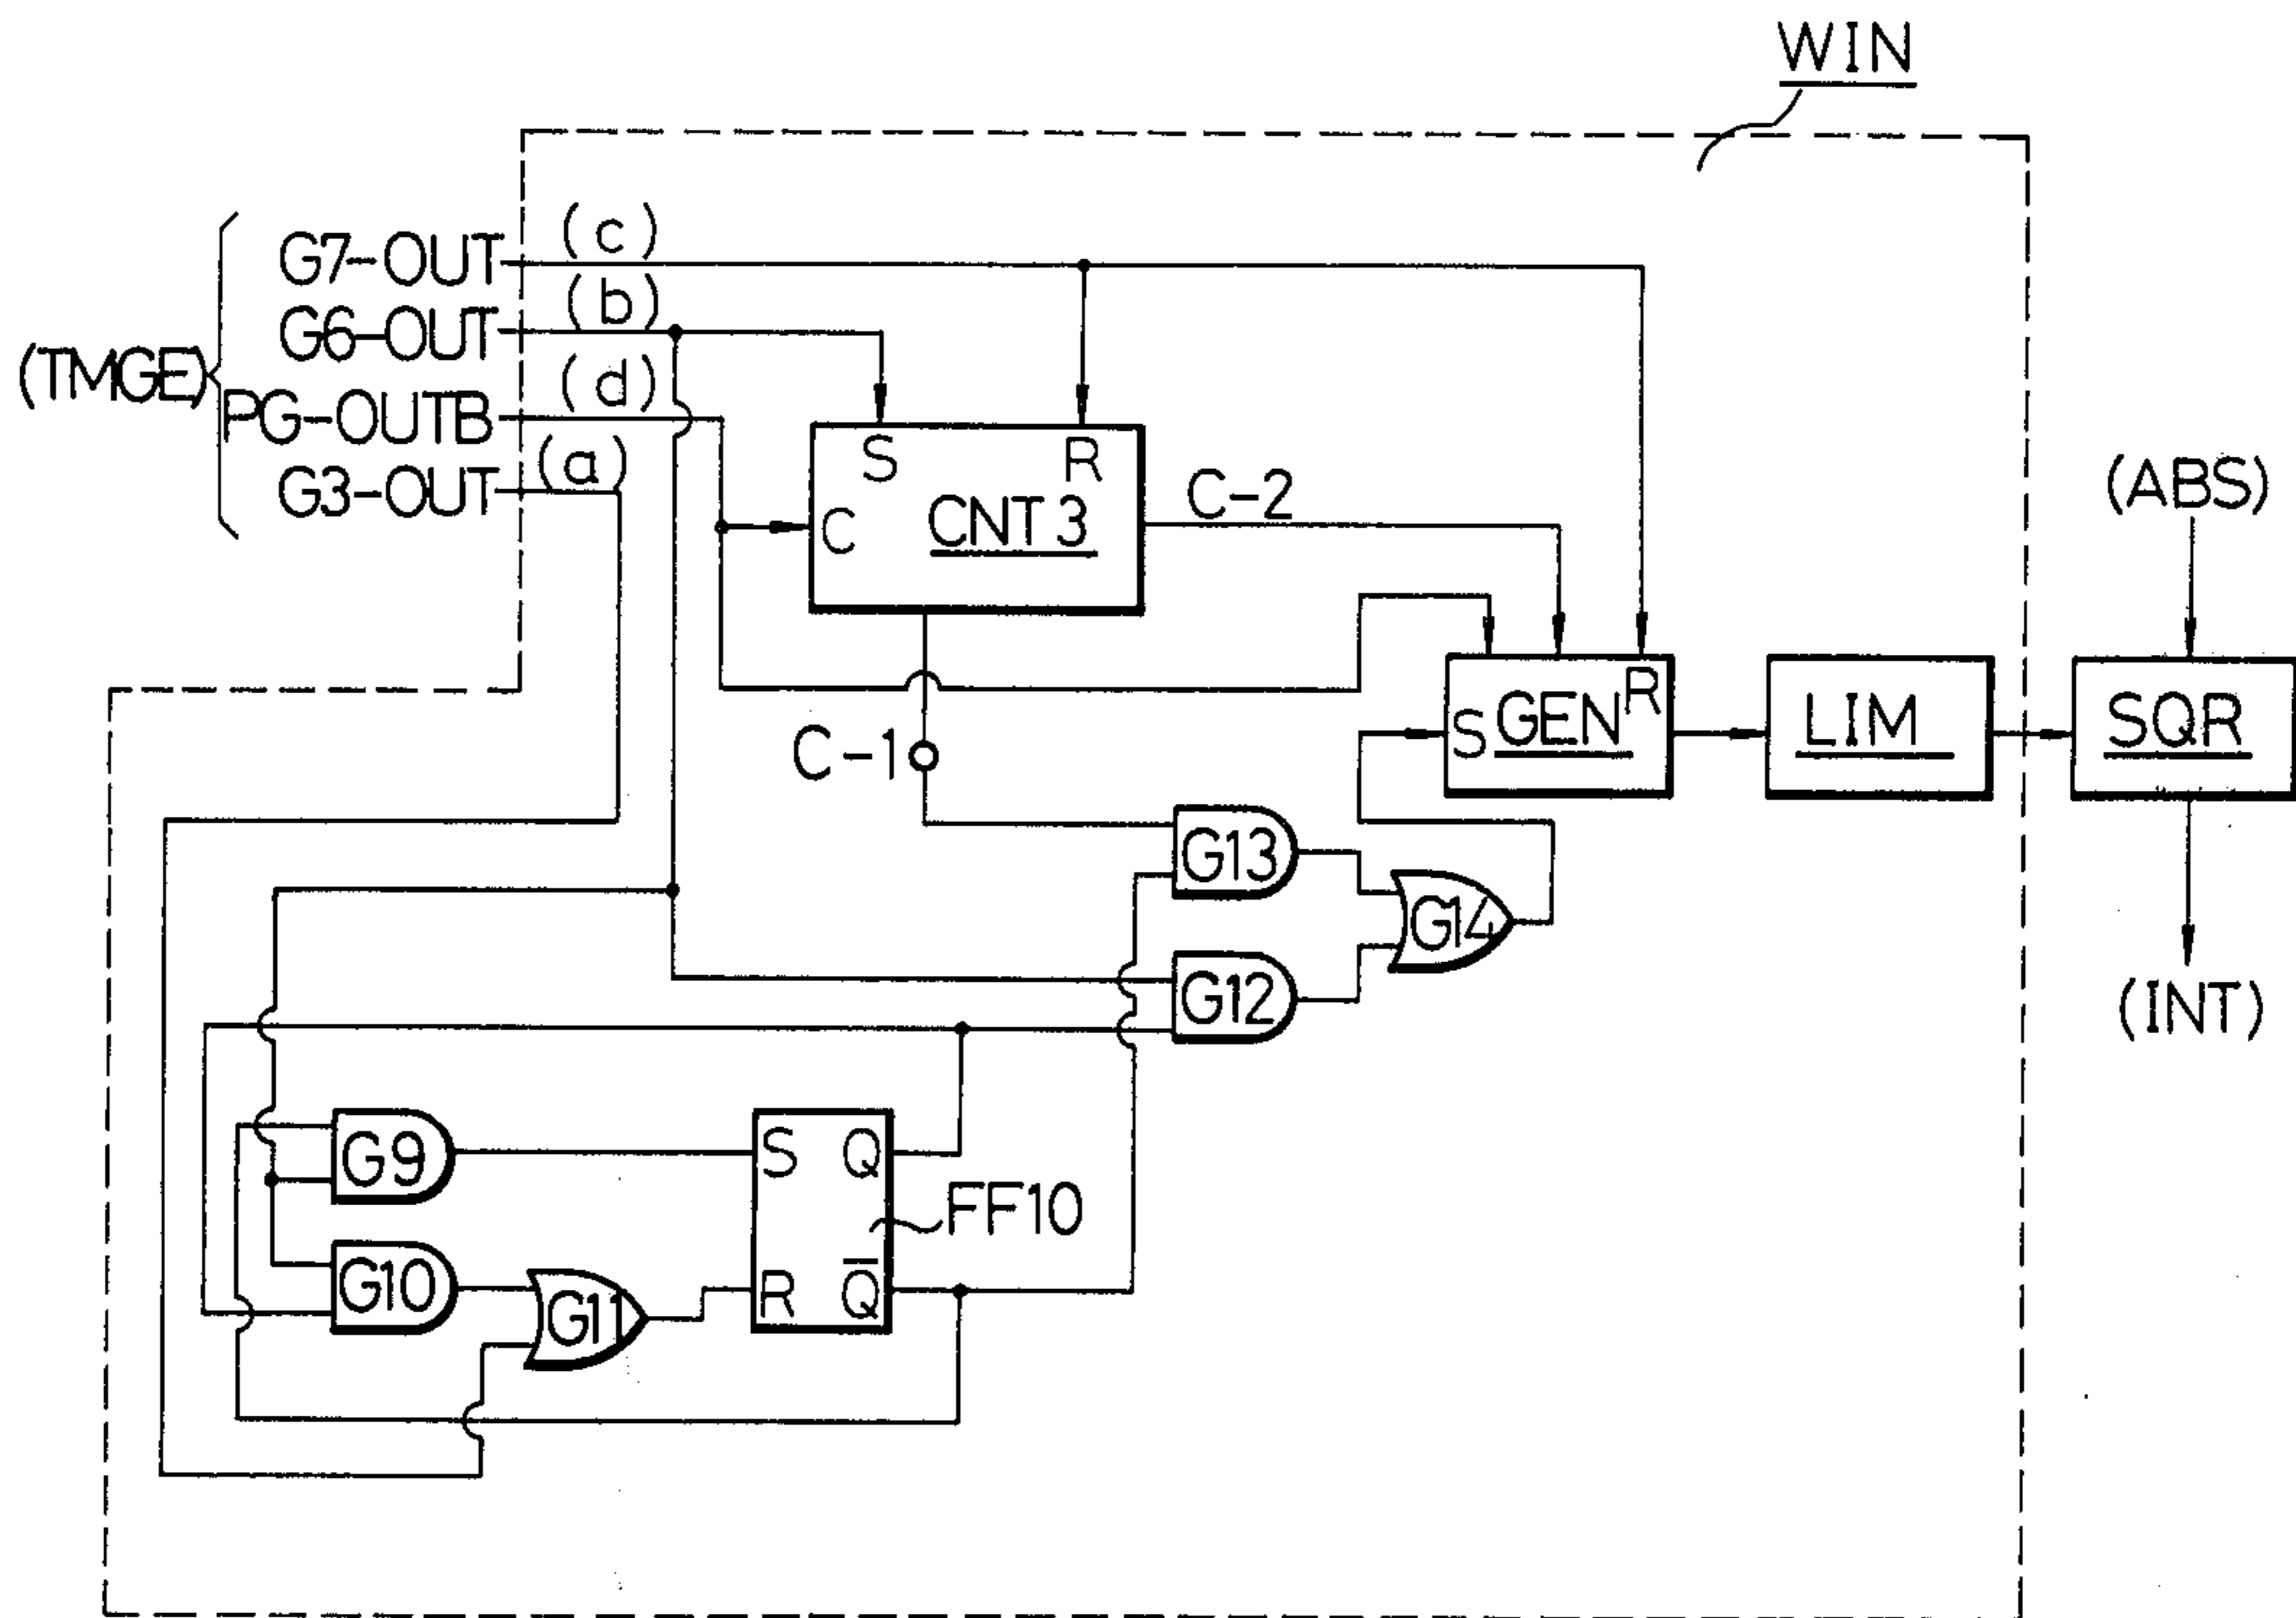 WIN
(TMGE)
G7-OUT
(c)
G6-OUT
(b)
PG-OUTB
(d)
G3-OUT
(a)
S
R
C
CNT3
C-2
(ABS)
C-1
S
GEN
R
LIM
SQR
G13
G14
G12
(INT)
G9
S
Q
FF10
G10
G11
R
Q̅